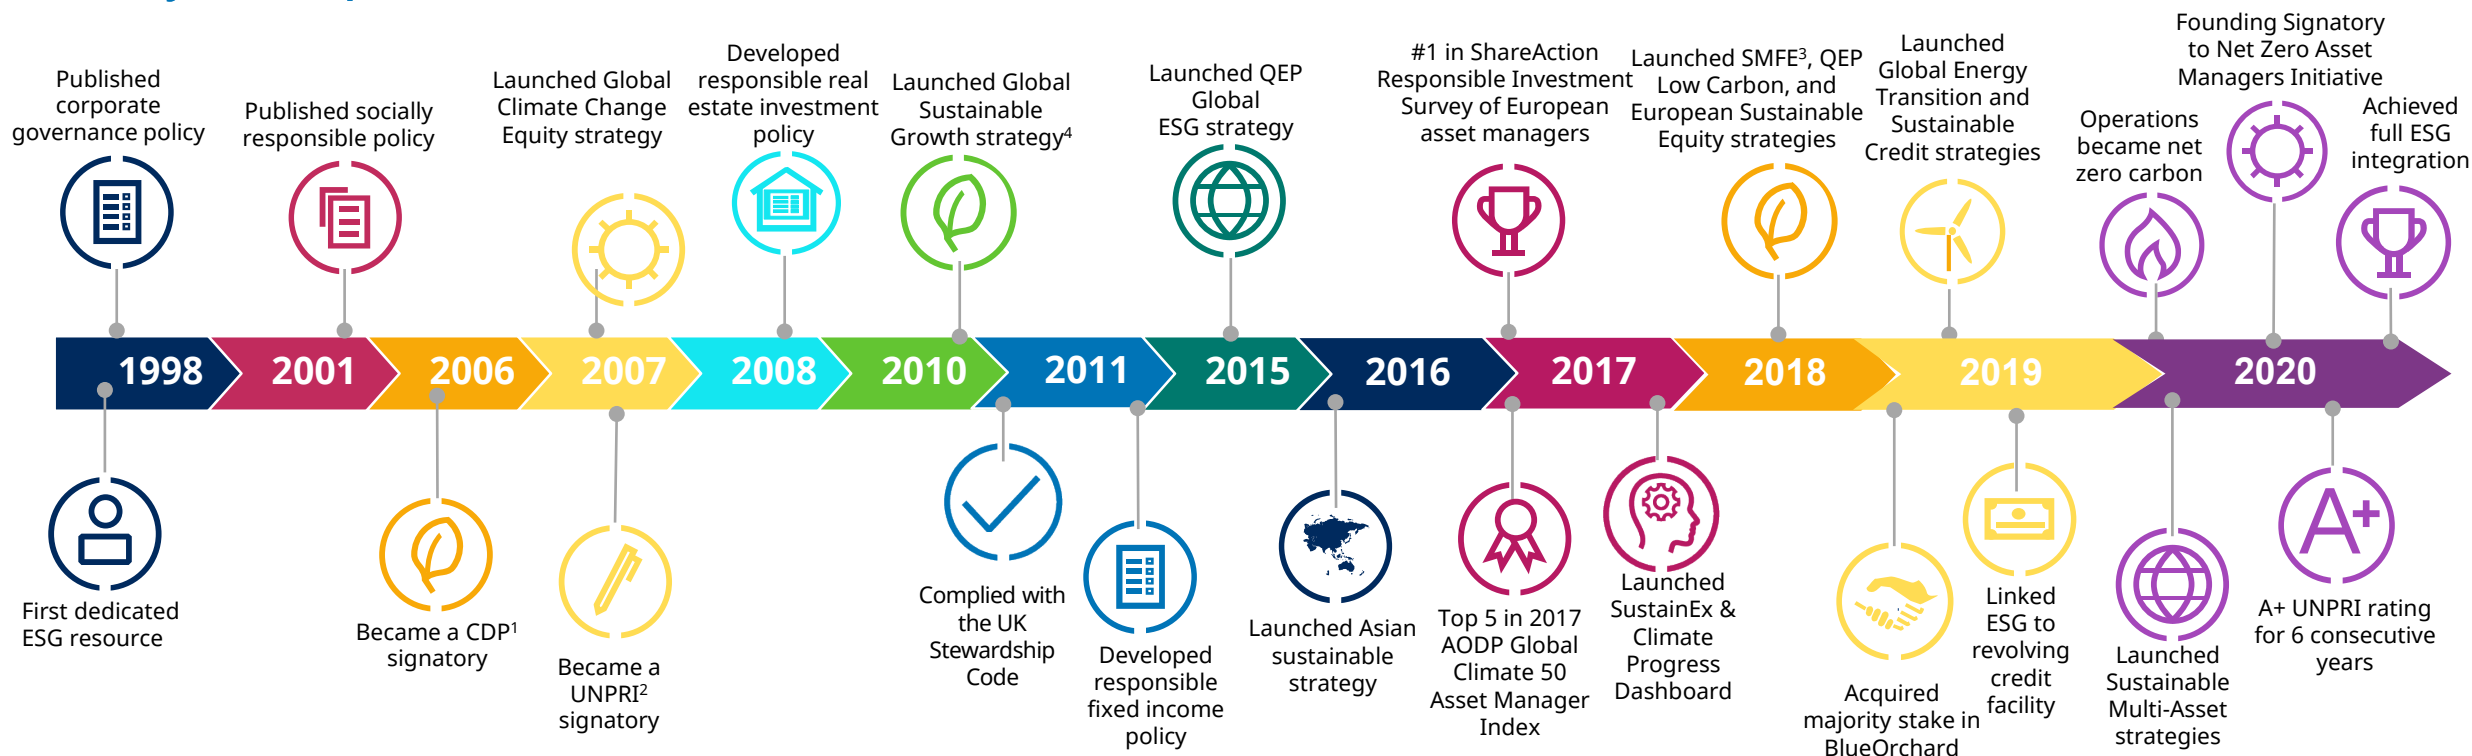 Published
corporate
governance policy
Published socially
responsible policy
Launched Global
Climate Change
Equity strategy
Developed
responsible real
estate investment
policy
Launched Global
Sustainable
Growth strategy4
Launched QEP
Global
ESG strategy
#1 in ShareAction
Responsible Investment
Survey of European
asset managers
Launched SMFE3, QEP
Low Carbon, and
European Sustainable
Equity strategies
Launched
Global Energy
Transition and
Sustainable
Credit strategies
Operations
became net
zero carbon
Founding Signatory
to Net Zero Asset
Managers Initiative
Achieved
full ESG
integration
1998
2001
2006
2007
2008
2010
2011
2015
2016
2017
2018
2019
2020
First dedicated
ESG resource
Became a CDP1
signatory
Became a
UNPRI2
signatory
Complied with
the UK
Stewardship
Code
Developed
responsible
fixed income
policy
Launched Asian
sustainable
strategy
Top 5 in 2017
AODP Global
Climate 50
Asset Manager
Index
Launched
SustainEx &
Climate
Progress
Dashboard
Acquired
majority stake in
BlueOrchard
Linked
ESG to
revolving
credit
facility
Launched
Sustainable
Multi-Asset
strategies
A+
A+ UNPRI rating
for 6 consecutive
years